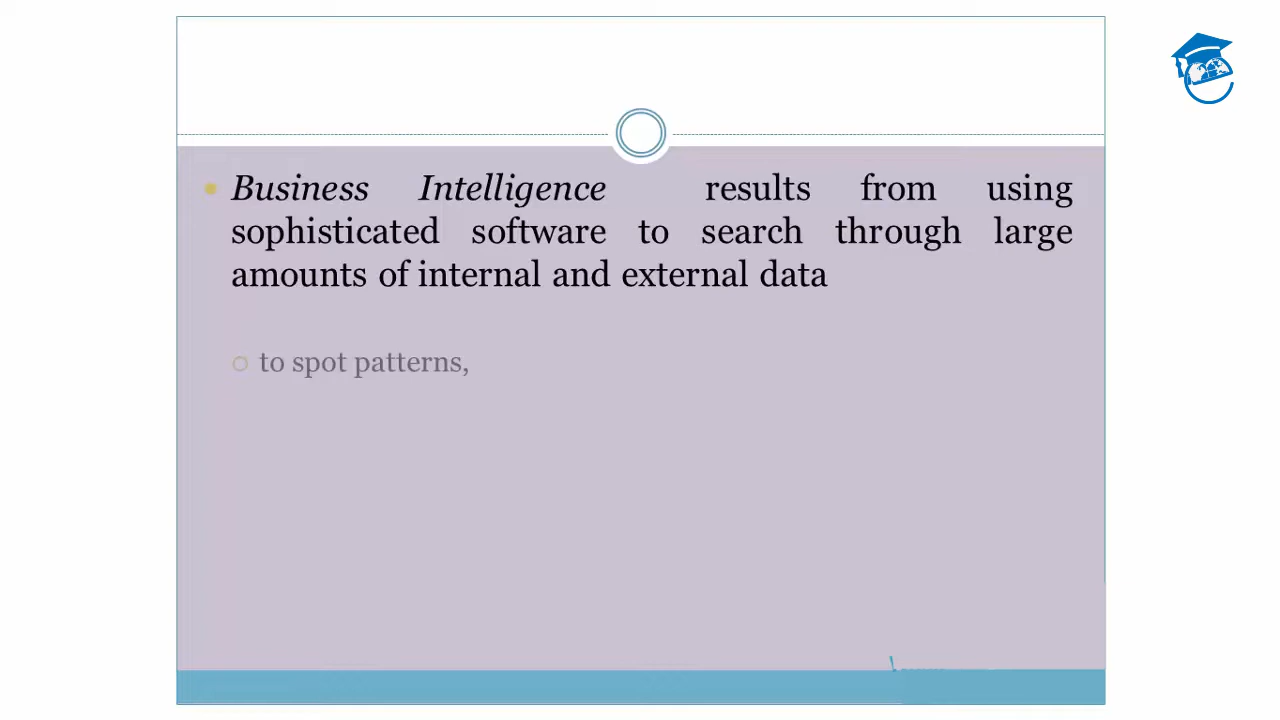 Business Intelligence results from using
sophisticated software to search through large
amounts of internal and external data
to spot patterns,